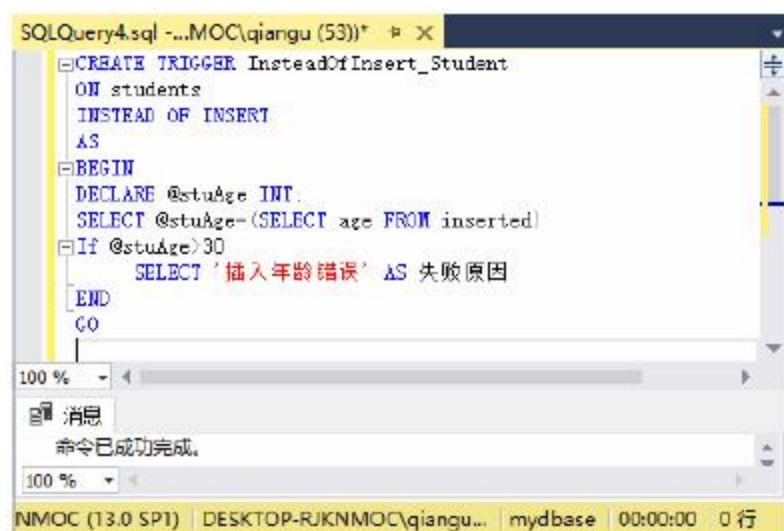 SQLQuery4.sql -...MOC\qiangu (53))*
CREATE TRIGGER InsteadOfInsert_Student
ON students
INSTEAD OF INSERT
AS
BEGIN
DECLARE @stuAge INT;
SELECT @stuAge=(SELECT age FROM inserted)
If @stuAge>30
SELECT '插入年龄错误' AS 失败原因
END
GO
100 %
消息
命令已成功完成。
100 %
NMOC (13.0 SP1) DESKTOP-RJKNMOC\qiangu... mydbase 00:00:00 0 行